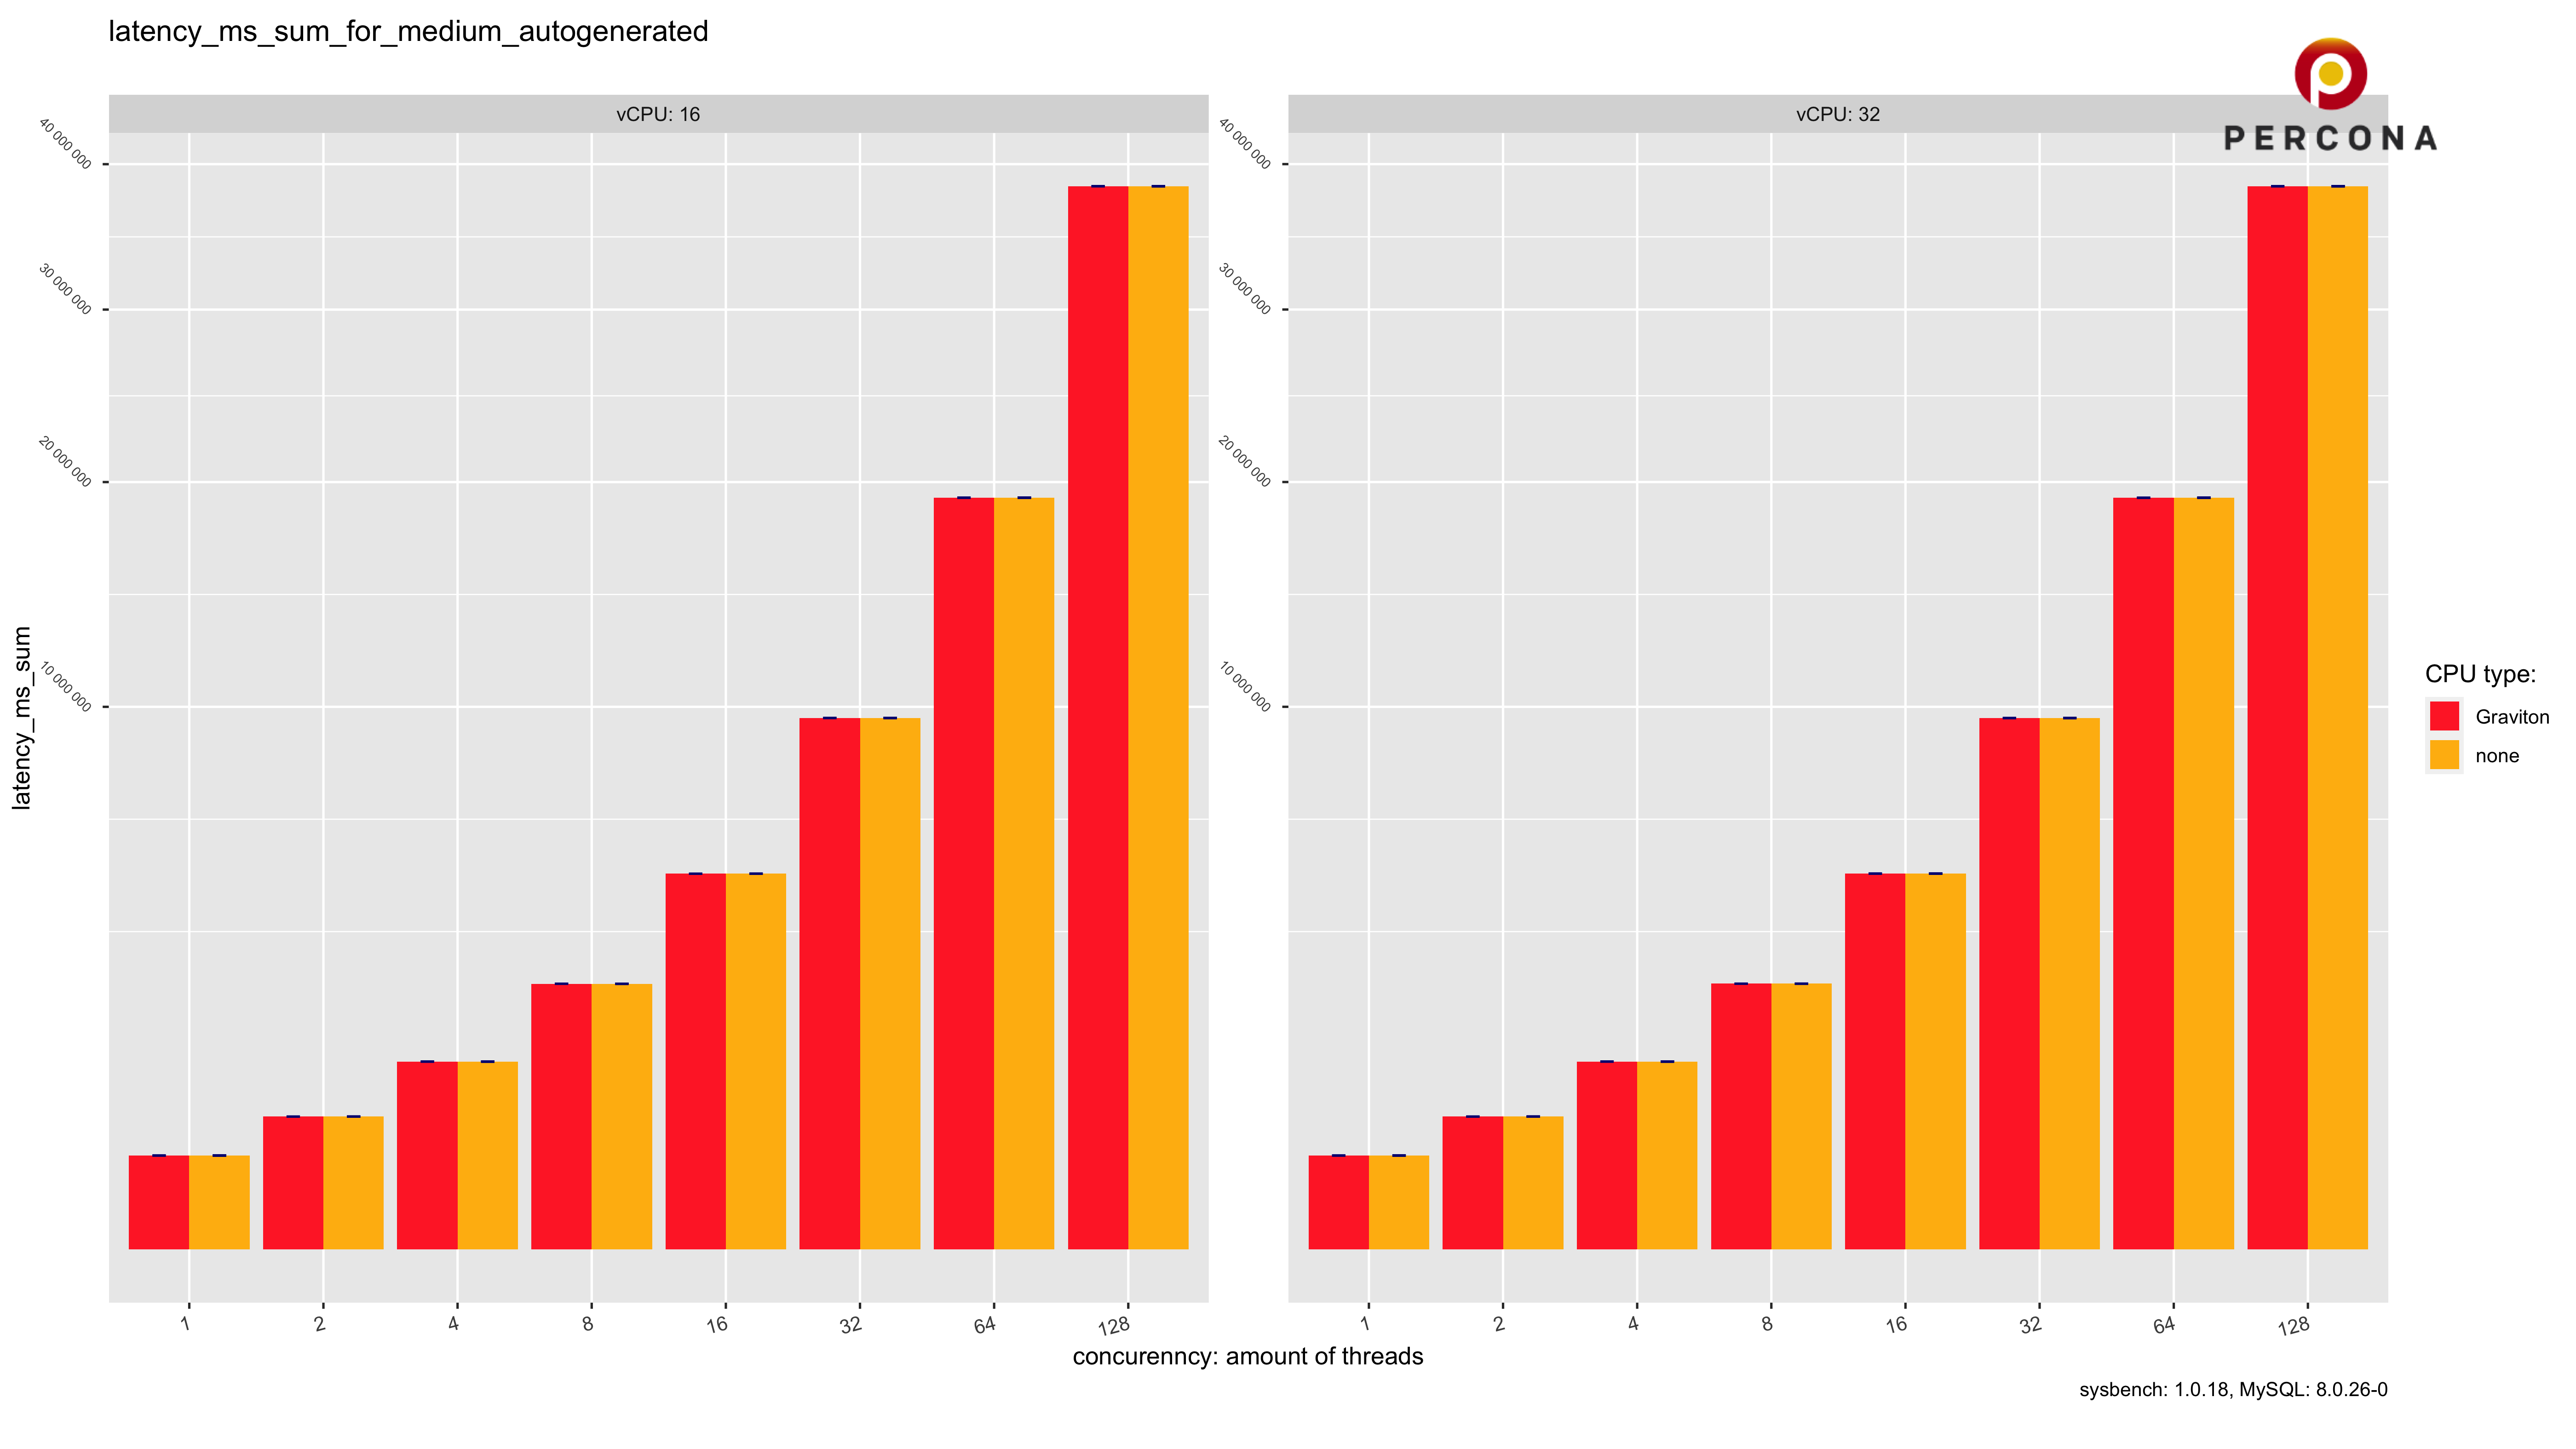 latency_ms_sum_for_medium_autogenerated
PERCONA
vCPU: 16
vCPU: 32
latency_ms_sum
40 000 000
30 000 000
20 000 000
10 000 000
40 000 000
30 000 000
20 000 000
10 000 000
1 2 4 8 16 32 64 128
1 2 4 8 16 32 64 128
concurenncy: amount of threads
CPU type:
Graviton
none
sysbench: 1.0.18, MySQL: 8.0.26-0